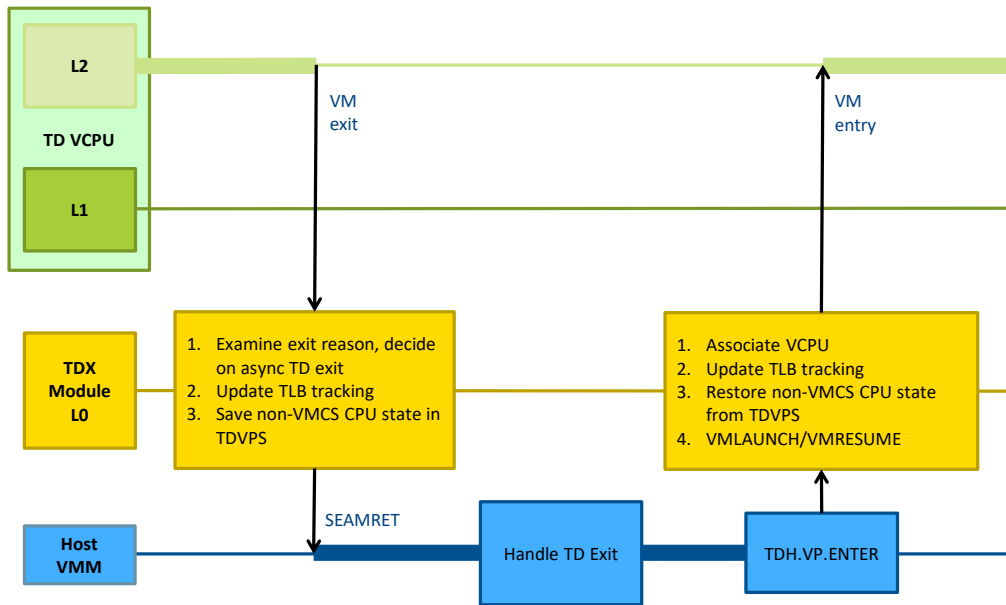 L2
TD VCPU
L1
VM
exit
VM
entry
TDX
Module
L0
1. Examine exit reason, decide
on async TD exit
2. Update TLB tracking
3. Save non-VMCS CPU state in
TDVPS
1. Associate VCPU
2. Update TLB tracking
3. Restore non-VMCS CPU state
from TDVPS
4. VMLAUNCH/VMRESUME
SEAMRET
Host
VMM
Handle TD Exit
TDH.VP.ENTER